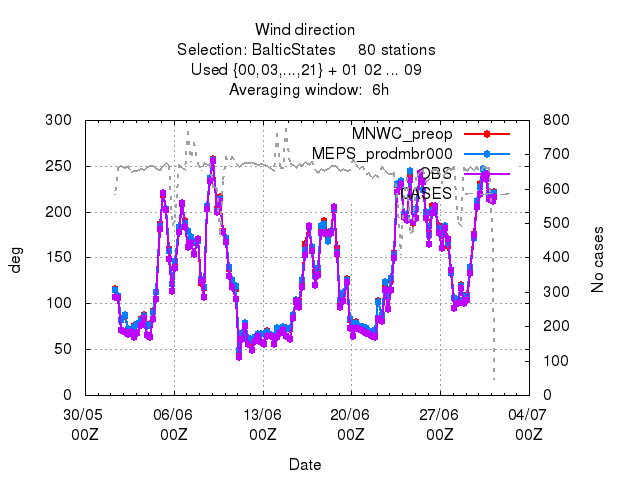 Wind direction
Selection: BalticStates 80 stations
Used {00,03,...,21} + 01 02 ... 09
Averaging window: 6h
300 800
MNWC_preop
MEPS_prodmbr000
OBS
CASES
250 700
200 600
150 500
100 400
50 300
0 200
100
0
deg
No cases
30/05 06/06 13/06 20/06 27/06 04/07
00Z 00Z 00Z 00Z 00Z 00Z
Date